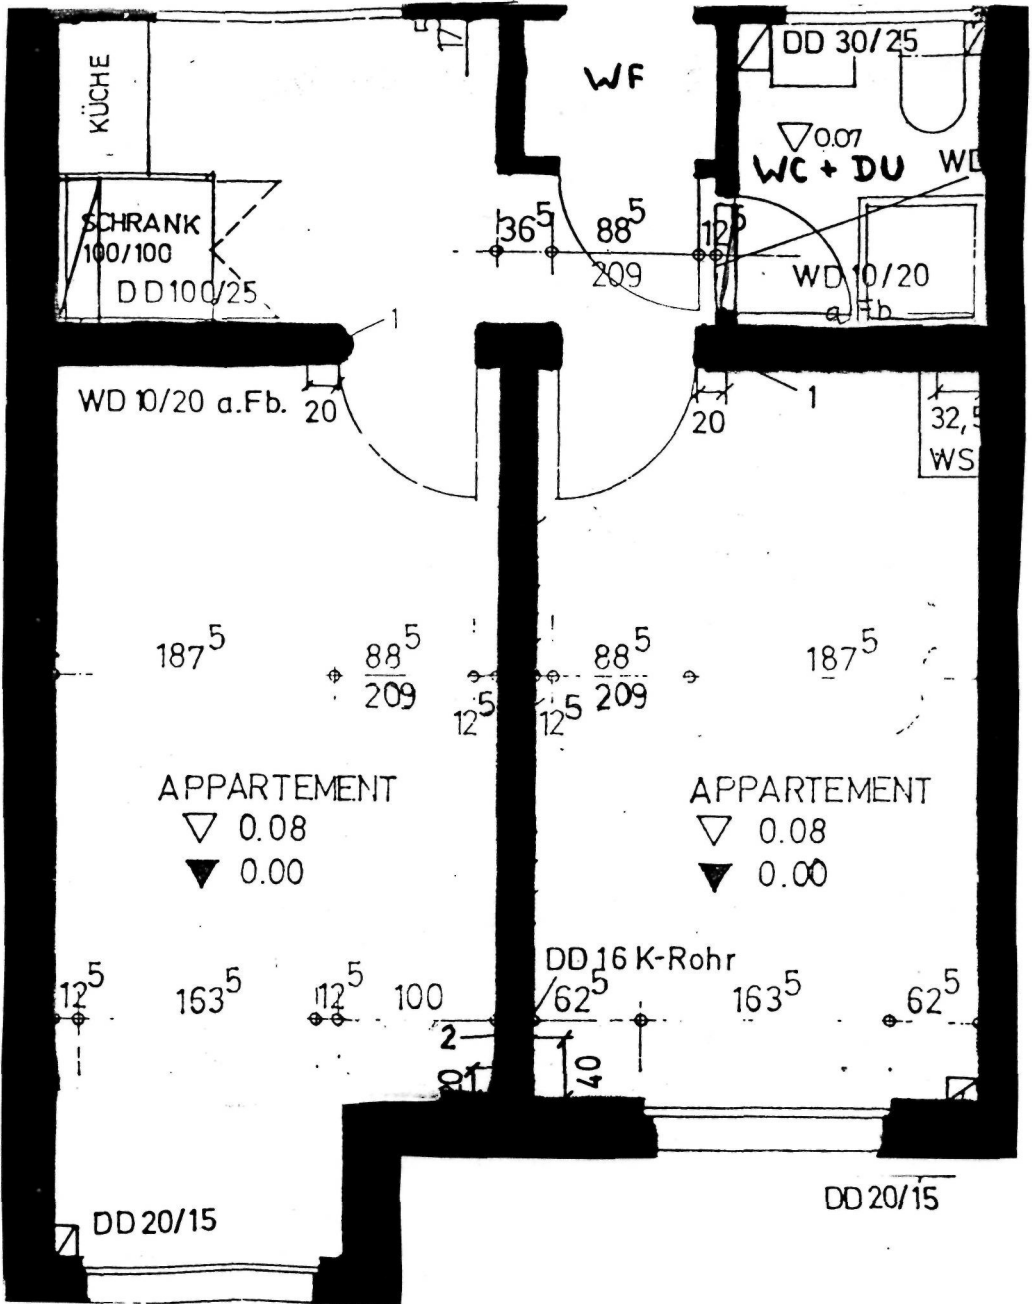 17
DD 30/25
KÜCHE
WF
0.07
WC + DU
WD
SCHRANK
100/100
DD 100/25
36⁵
88⁵
209
12⁵
WD 10/20
a Fb
1
WD 10/20 a.Fb.
20
20
1
32,5
WS
187⁵
88⁵
209
12⁵
12⁵
88⁵
209
187⁵
APPARTEMENT
▽ 0.08
▼ 0.00
APPARTEMENT
▽ 0.08
▼ 0.00
DD 16 K-Rohr
12⁵
163⁵
12⁵
100
62⁵
163⁵
62⁵
2
40
DD 20/15
DD 20/15